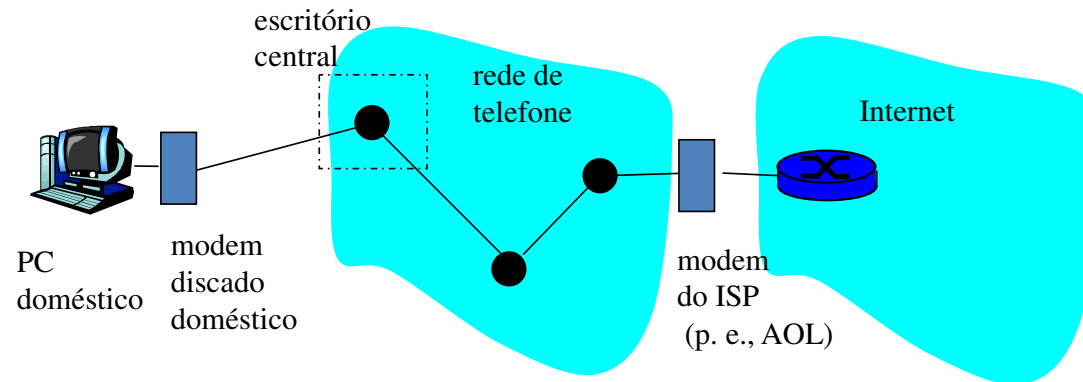 escritório
central
rede de
telefone
Internet
PC
doméstico
modem
discado
doméstico
modem
do ISP
(p. e., AOL)